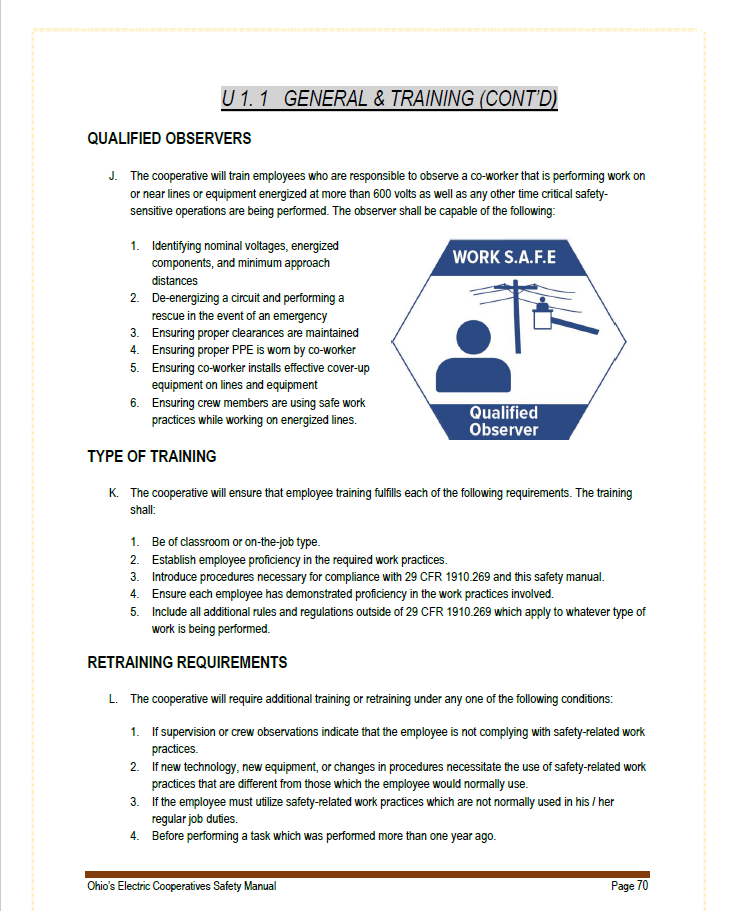 U 1. 1 GENERAL & TRAINING (CONT'D)
QUALIFIED OBSERVERS
J. The cooperative will train employees who are responsible to observe a co-worker that is performing work on
or near lines or equipment energized at more than 600 volts as well as any other time critical safety-
sensitive operations are being performed. The observer shall be capable of the following:
1. Identifying nominal voltages, energized
components, and minimum approach
distances
2. De-energizing a circuit and performing a
rescue in the event of an emergency
3. Ensuring proper clearances are maintained
4. Ensuring proper PPE is worn by co-worker
5. Ensuring co-worker installs effective cover-up
equipment on lines and equipment
6. Ensuring crew members are using safe work
practices while working on energized lines.
WORK S.A.F.E
Qualified
Observer
TYPE OF TRAINING
K. The cooperative will ensure that employee training fulfills each of the following requirements. The training
shall:
1. Be of classroom or on-the-job type.
2. Establish employee proficiency in the required work practices.
3. Introduce procedures necessary for compliance with 29 CFR 1910.269 and this safety manual.
4. Ensure each employee has demonstrated proficiency in the work practices involved.
5. Include all additional rules and regulations outside of 29 CFR 1910.269 which apply to whatever type of
work is being performed.
RETRAINING REQUIREMENTS
L. The cooperative will require additional training or retraining under any one of the following conditions:
1. If supervision or crew observations indicate that the employee is not complying with safety-related work
practices.
2. If new technology, new equipment, or changes in procedures necessitate the use of safety-related work
practices that are different from those which the employee would normally use.
3. If the employee must utilize safety-related work practices which are not normally used in his / her
regular job duties.
4. Before performing a task which was performed more than one year ago.
Ohio's Electric Cooperatives Safety Manual Page 70